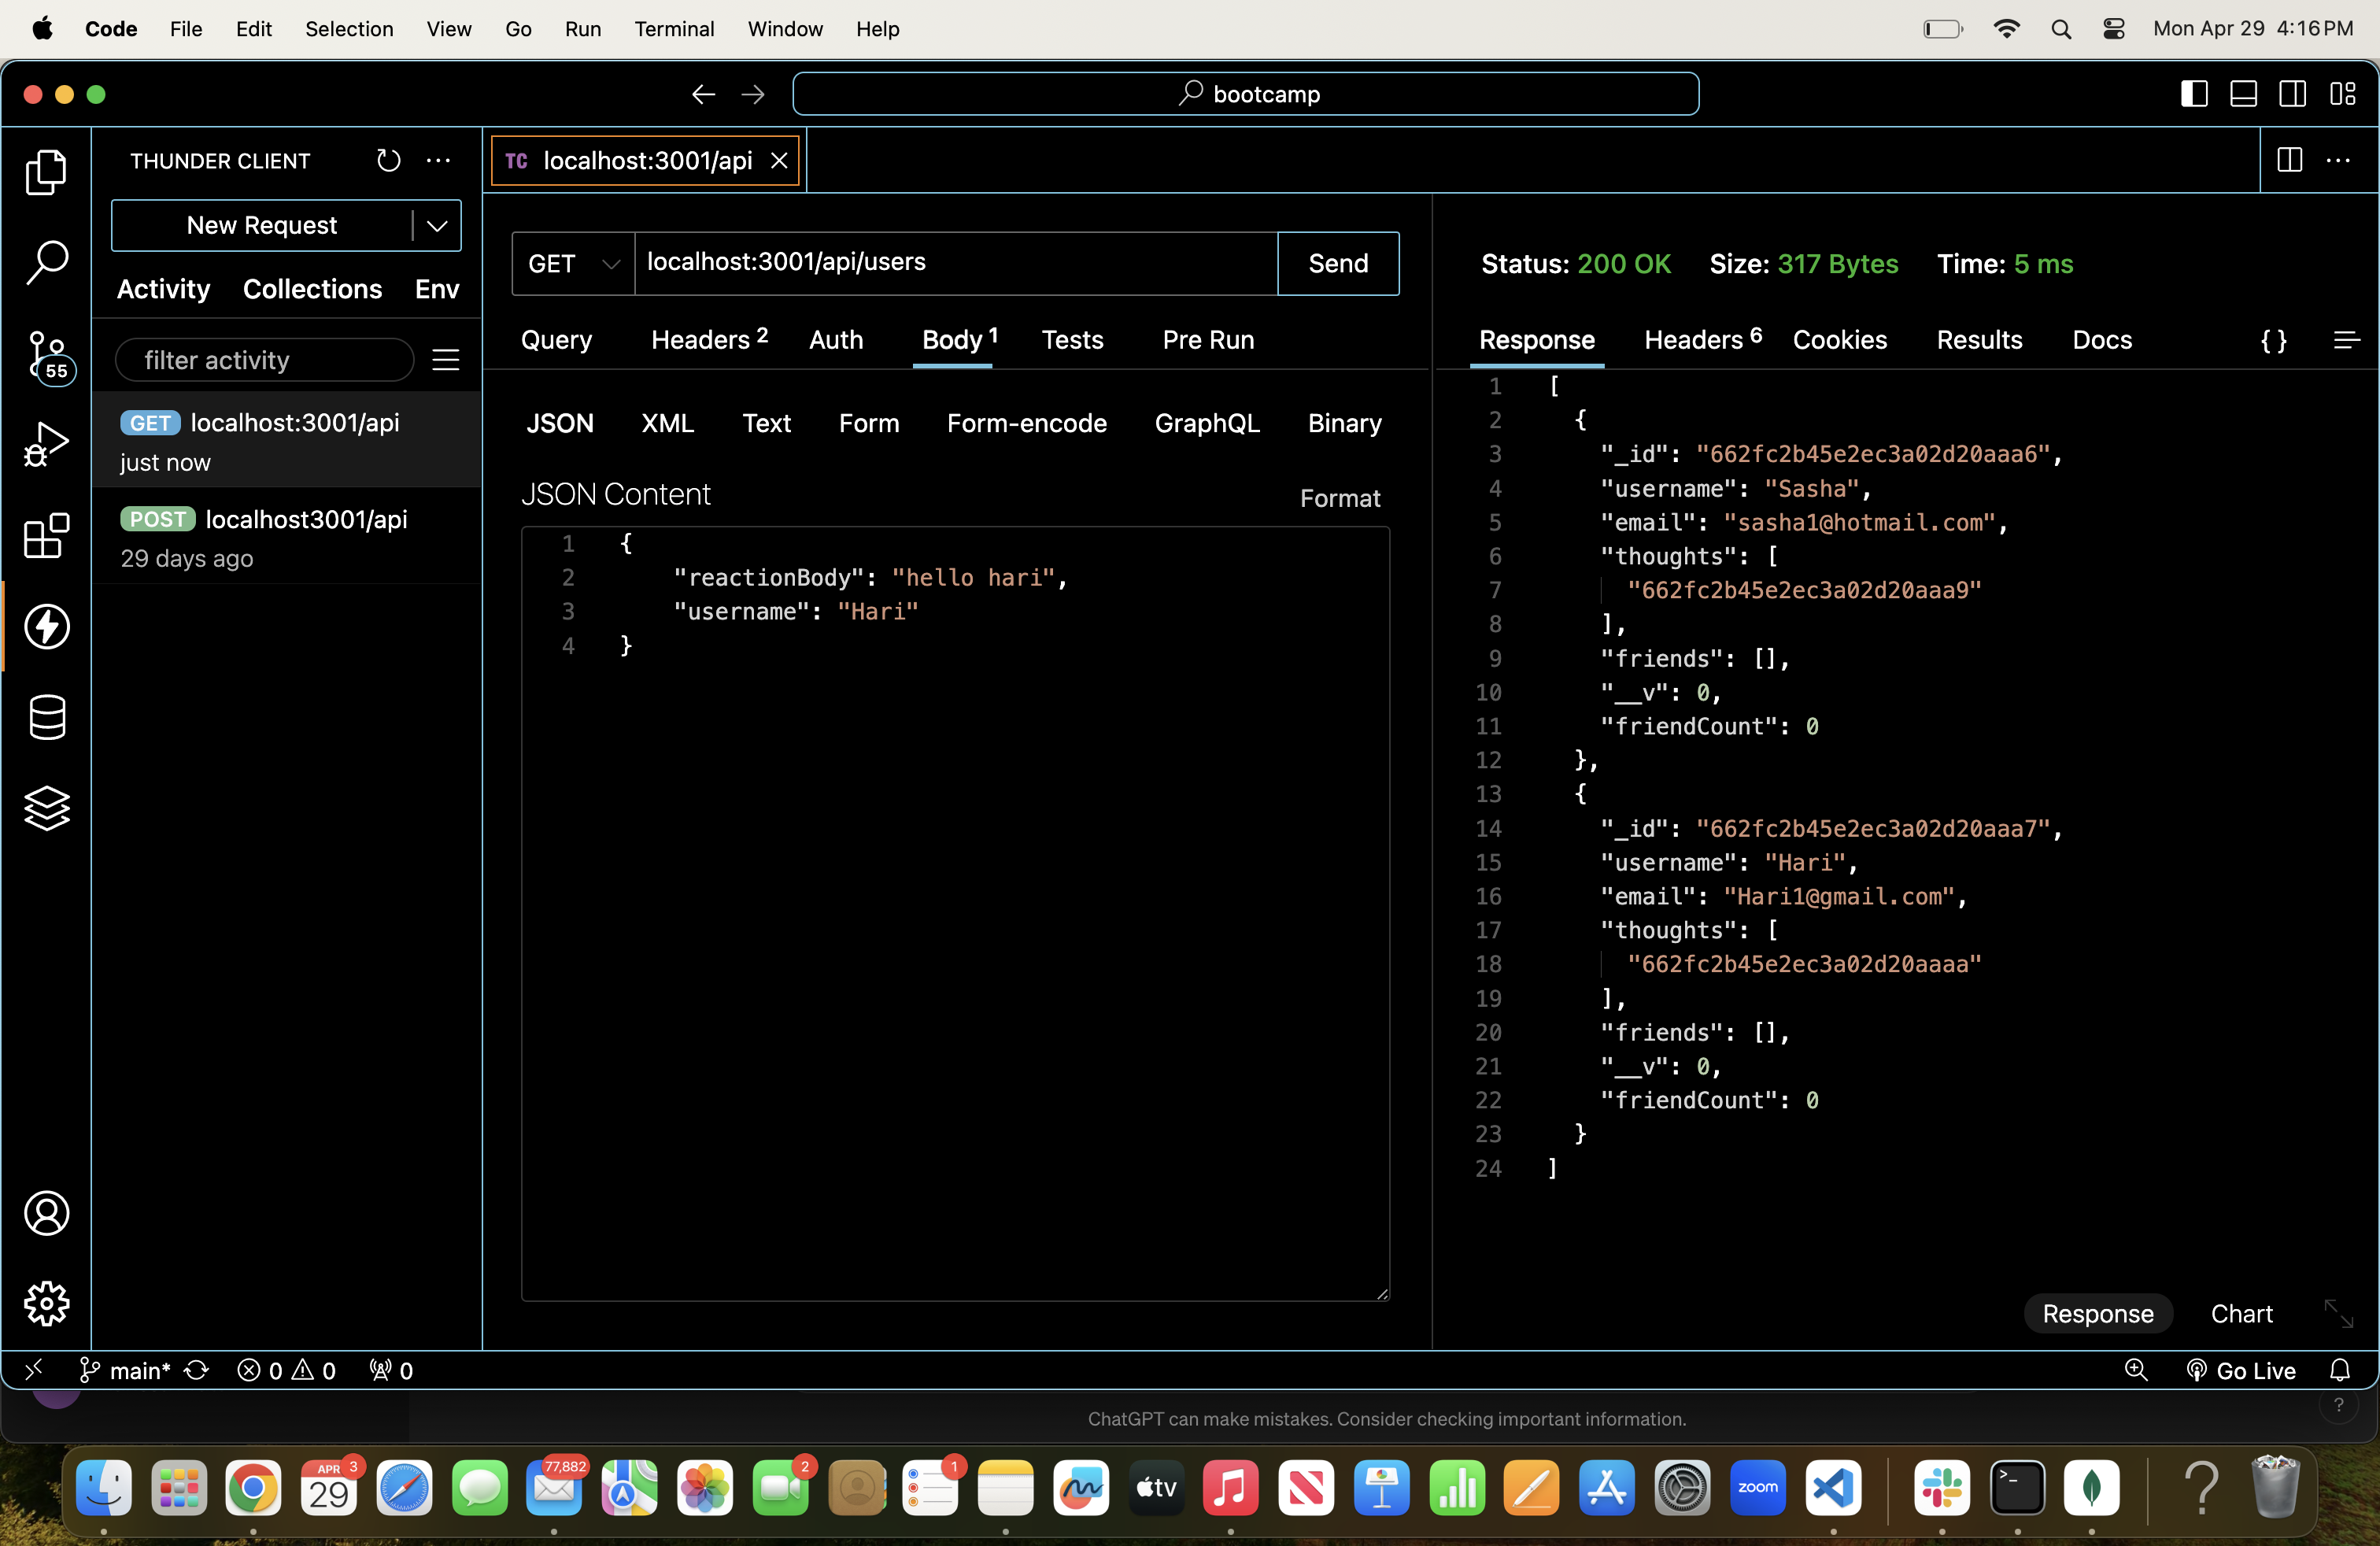 Code File Edit Selection View Go Run Terminal Window Help Mon Apr 29 4:16 PM
bootcamp
THUNDER CLIENT
New Request
Activity Collections Env
filter activity
GET localhost:3001/api
just now
POST localhost3001/api
29 days ago
55
TC localhost:3001/api
GET localhost:3001/api/users Send
Query Headers 2 Auth Body 1 Tests Pre Run
JSON XML Text Form Form-encode GraphQL Binary
JSON Content Format
1 {
2 "reactionBody": "hello hari",
3 "username": "Hari"
4 }
Status: 200 OK Size: 317 Bytes Time: 5 ms
Response Headers 6 Cookies Results Docs { }
1 [
2 {
3 "_id": "662fc2b45e2ec3a02d20aaa6",
4 "username": "Sasha",
5 "email": "sasha1@hotmail.com",
6 "thoughts": [
7 "662fc2b45e2ec3a02d20aaa9"
8 ],
9 "friends": [],
10 "__v": 0,
11 "friendCount": 0
12 },
13 {
14 "_id": "662fc2b45e2ec3a02d20aaa7",
15 "username": "Hari",
16 "email": "Hari1@gmail.com",
17 "thoughts": [
18 "662fc2b45e2ec3a02d20aaaa"
19 ],
20 "friends": [],
21 "__v": 0,
22 "friendCount": 0
23 }
24 ]
Response Chart
main* 0 0 0 Go Live
ChatGPT can make mistakes. Consider checking important information. ?
APR 29 3 77,882 2 1 tv zoom >_ ?